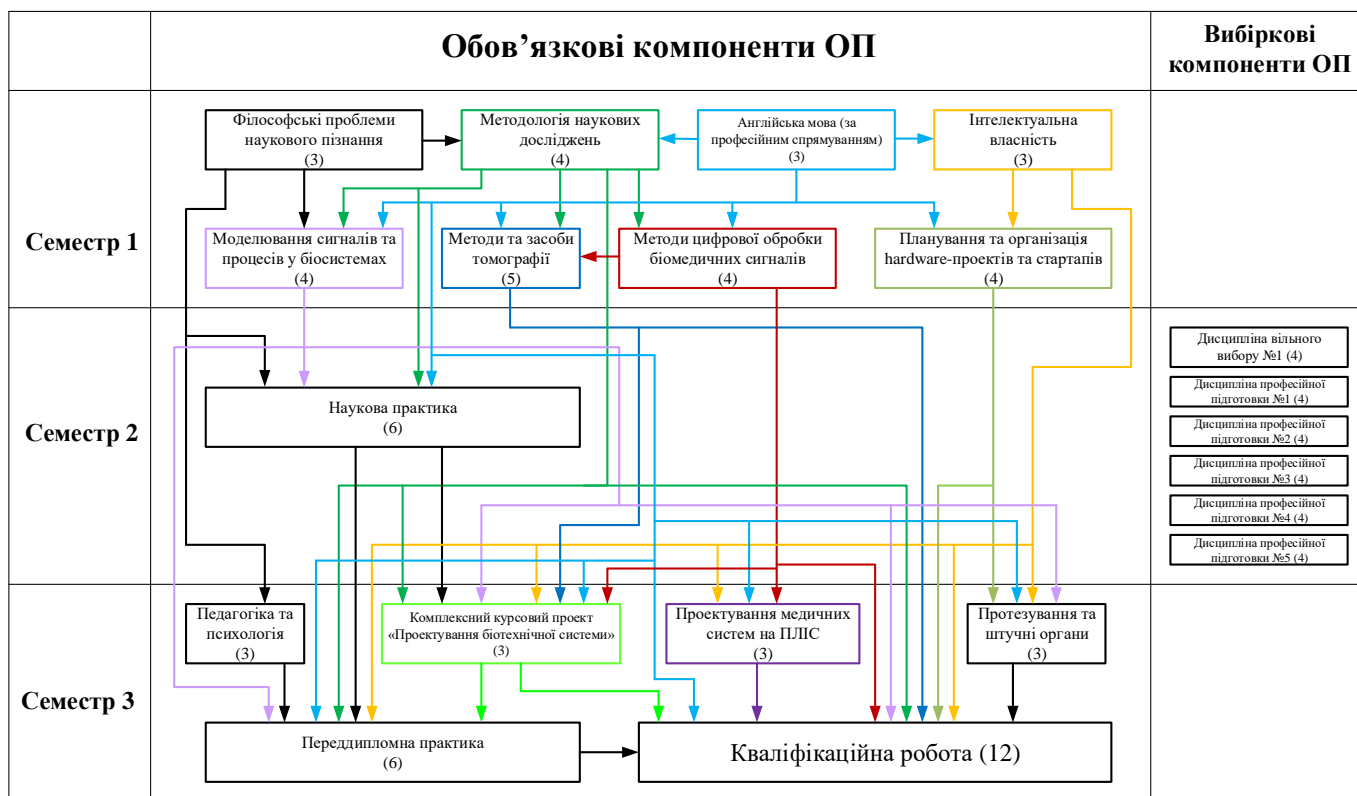 Обов’язкові компоненти ОП
Вибіркові
компоненти ОП
Семестр 1
Філософські проблеми
наукового пізнання
(3)
Методологія наукових
досліджень
(4)
Англійська мова (за
професійним спрямуванням)
(3)
Інтелектуальна
власність
(3)
Моделювання сигналів та
процесів у біосистемах
(4)
Методи та засоби
томографії
(5)
Методи цифрової обробки
біомедичних сигналів
(4)
Планування та організація
hardware-проектів та стартапів
(4)
Семестр 2
Наукова практика
(6)
Дисципліна вільного
вибору №1 (4)
Дисципліна професійної
підготовки №1 (4)
Дисципліна професійної
підготовки №2 (4)
Дисципліна професійної
підготовки №3 (4)
Дисципліна професійної
підготовки №4 (4)
Дисципліна професійної
підготовки №5 (4)
Семестр 3
Педагогіка та
психологія
(3)
Комплексний курсовий проект
«Проектування біотехнічної системи»
(3)
Проектування медичних
систем на ПЛІС
(3)
Протезування та
штучні органи
(3)
Переддипломна практика
(6)
Кваліфікаційна робота (12)